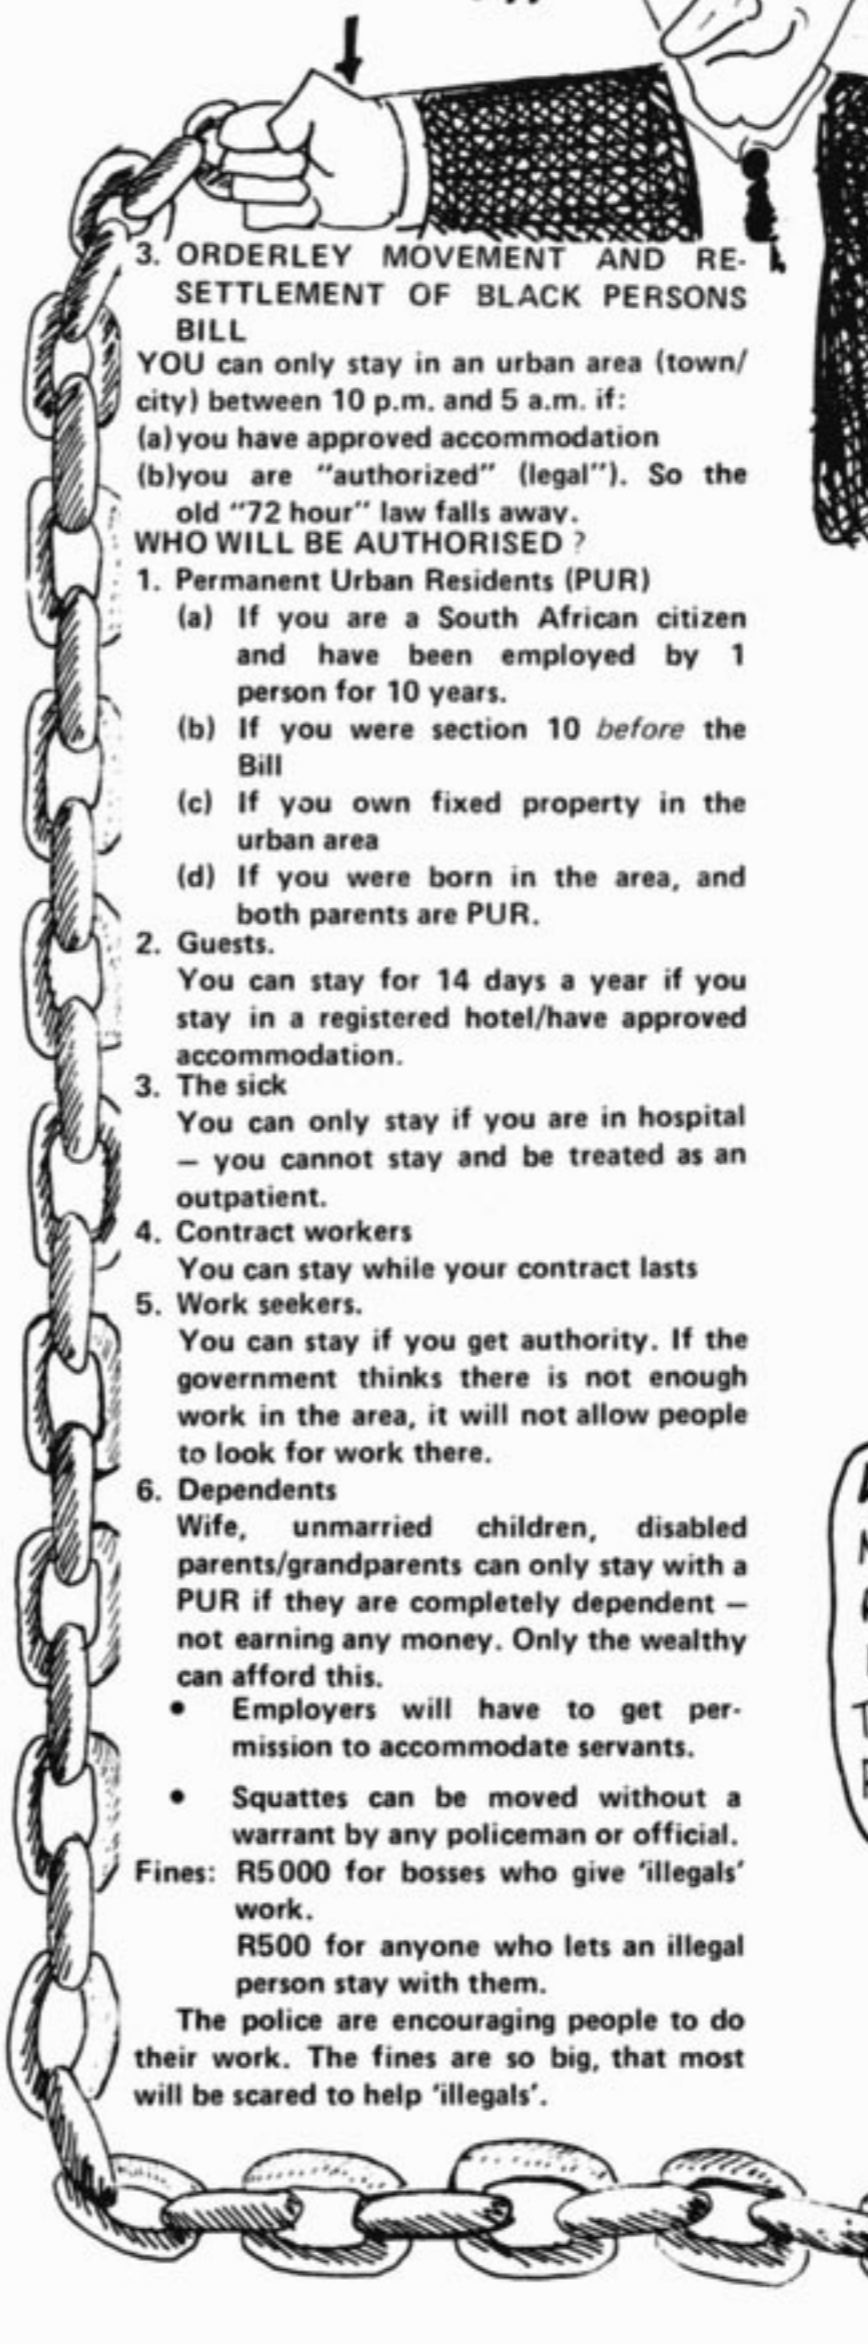 3. ORDERLEY MOVEMENT AND RE-
SETTLEMENT OF BLACK PERSONS
BILL
YOU can only stay in an urban area (town/
city) between 10 p.m. and 5 a.m. if:
(a) you have approved accommodation
(b) you are "authorized" (legal"). So the
old "72 hour" law falls away.
WHO WILL BE AUTHORISED ?
1. Permanent Urban Residents (PUR)
(a) If you are a South African citizen
and have been employed by 1
person for 10 years.
(b) If you were section 10 before the
Bill
(c) If you own fixed property in the
urban area
(d) If you were born in the area, and
both parents are PUR.
2. Guests.
You can stay for 14 days a year if you
stay in a registered hotel/have approved
accommodation.
3. The sick
You can only stay if you are in hospital
– you cannot stay and be treated as an
outpatient.
4. Contract workers
You can stay while your contract lasts
5. Work seekers.
You can stay if you get authority. If the
government thinks there is not enough
work in the area, it will not allow people
to look for work there.
6. Dependents
Wife, unmarried children, disabled
parents/grandparents can only stay with a
PUR if they are completely dependent –
not earning any money. Only the wealthy
can afford this.
• Employers will have to get per-
mission to accommodate servants.
• Squattes can be moved without a
warrant by any policeman or official.
Fines: R5000 for bosses who give 'illegals'
work.
R500 for anyone who lets an illegal
person stay with them.
The police are encouraging people to do
their work. The fines are so big, that most
will be scared to help 'illegals'.